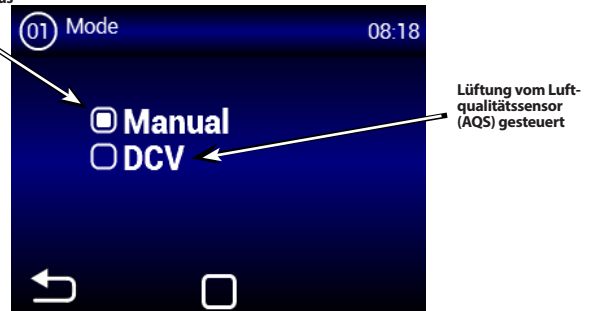 01 Mode 08:18
Manual
DCV
Lüftung vom Luft-
qualitätssensor
(AQS) gesteuert